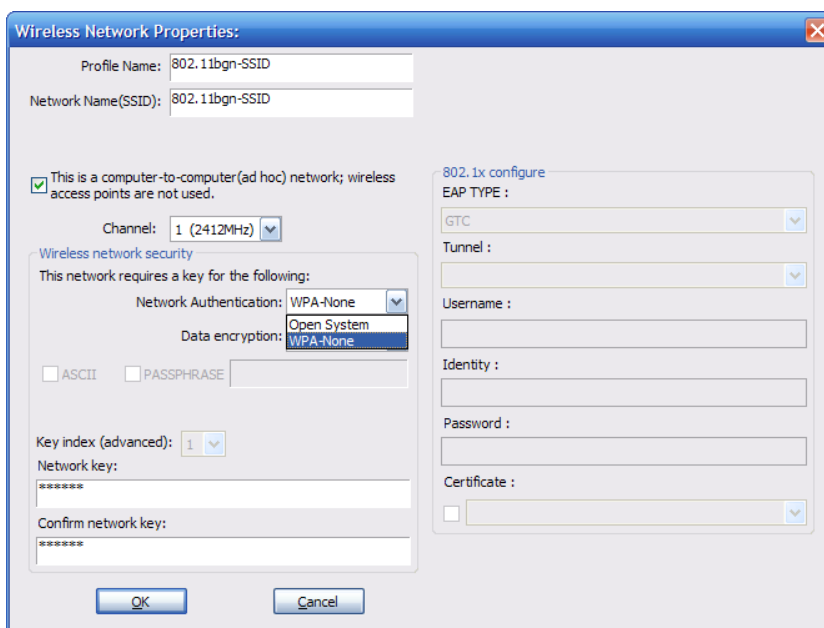 Wireless Network Properties:
Profile Name: 802.11bgn-SSID
Network Name(SSID): 802.11bgn-SSID
This is a computer-to-computer(ad hoc) network; wireless
access points are not used.
Channel: 1 (2412MHz)
Wireless network security
This network requires a key for the following:
Network Authentication: WPA-None
Open System
Data encryption: WPA-None
ASCII PASSPHRASE
Key index (advanced): 1
Network key:
******
Confirm network key:
******
OK Cancel
802.1x configure
EAP TYPE :
GTC
Tunnel :
Username :
Identity :
Password :
Certificate :